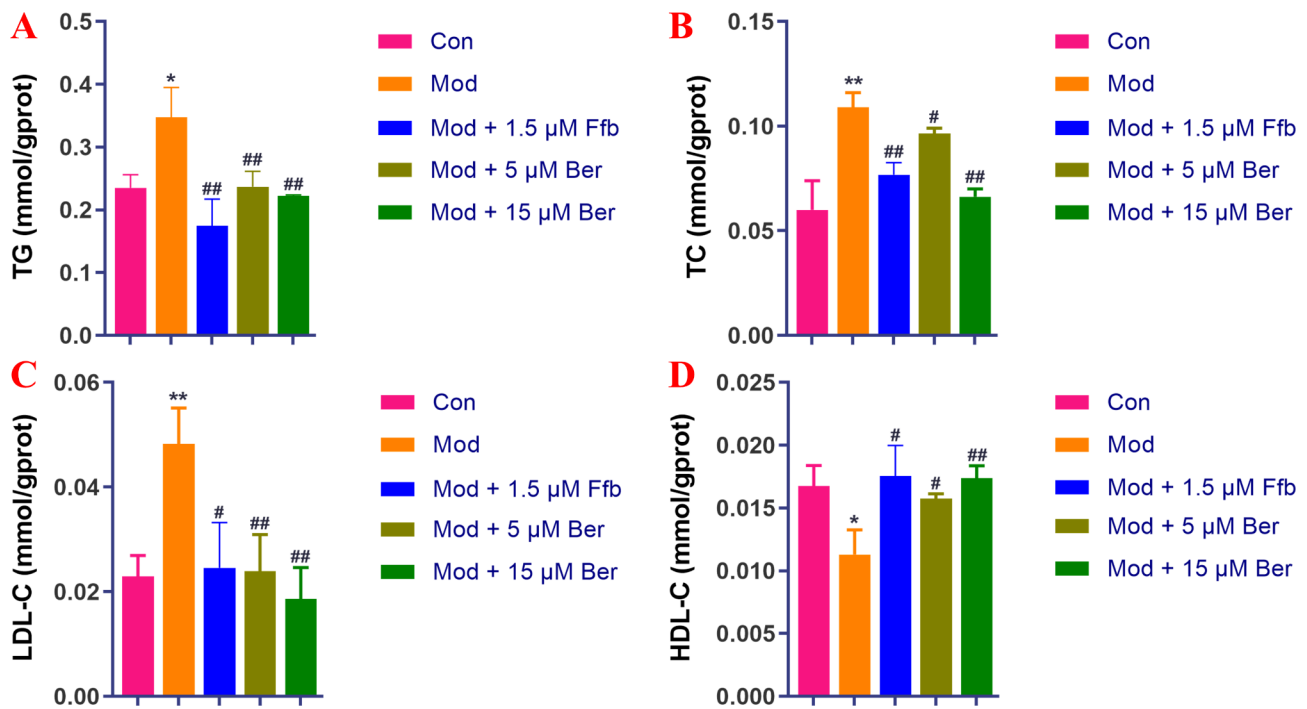 A
TG (mmol/gprot)
0.5
0.4
0.3
0.2
0.1
0.0
*
##
##
##
Con
Mod
Mod + 1.5 μM Ffb
Mod + 5 μM Ber
Mod + 15 μM Ber
B
TC (mmol/gprot)
0.15
0.10
0.05
0.00
**
##
#
##
Con
Mod
Mod + 1.5 μM Ffb
Mod + 5 μM Ber
Mod + 15 μM Ber
C
LDL-C (mmol/gprot)
0.06
0.04
0.02
0.00
**
#
##
##
Con
Mod
Mod + 1.5 μM Ffb
Mod + 5 μM Ber
Mod + 15 μM Ber
D
HDL-C (mmol/gprot)
0.025
0.020
0.015
0.010
0.005
0.000
*
#
#
##
Con
Mod
Mod + 1.5 μM Ffb
Mod + 5 μM Ber
Mod + 15 μM Ber